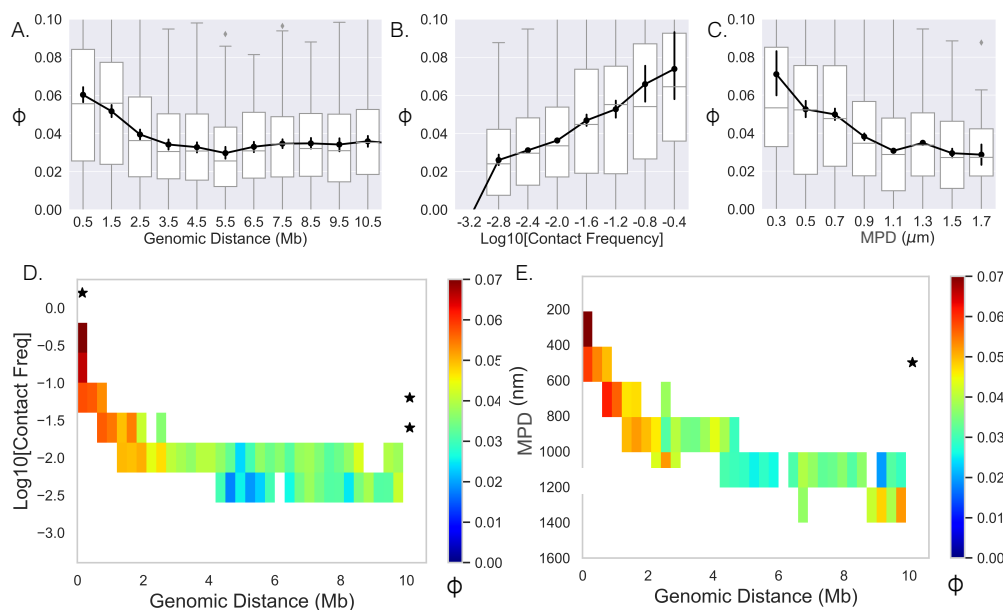 A.
B.
C.
0.10
0.08
0.06
0.04
0.02
0.00
Φ
0.5 1.5 2.5 3.5 4.5 5.5 6.5 7.5 8.5 9.5 10.5
Genomic Distance (Mb)
0.10
0.08
0.06
0.04
0.02
0.00
Φ
-3.2 -2.8 -2.4 -2.0 -1.6 -1.2 -0.8 -0.4
Log10[Contact Frequency]
0.10
0.08
0.06
0.04
0.02
0.00
Φ
0.3 0.5 0.7 0.9 1.1 1.3 1.5 1.7
MPD (μm)
D.
0.0
−0.5
−1.0
−1.5
−2.0
−2.5
−3.0
Log10[Contact Freq]
0 2 4 6 8 10
Genomic Distance (Mb)
0.07
0.06
0.05
0.04
0.03
0.02
0.01
0.00
Φ
E.
200
400
600
800
1000
1200
1400
1600
MPD (nm)
0 2 4 6 8 10
Genomic Distance (Mb)
0.07
0.06
0.05
0.04
0.03
0.02
0.01
0.00
Φ